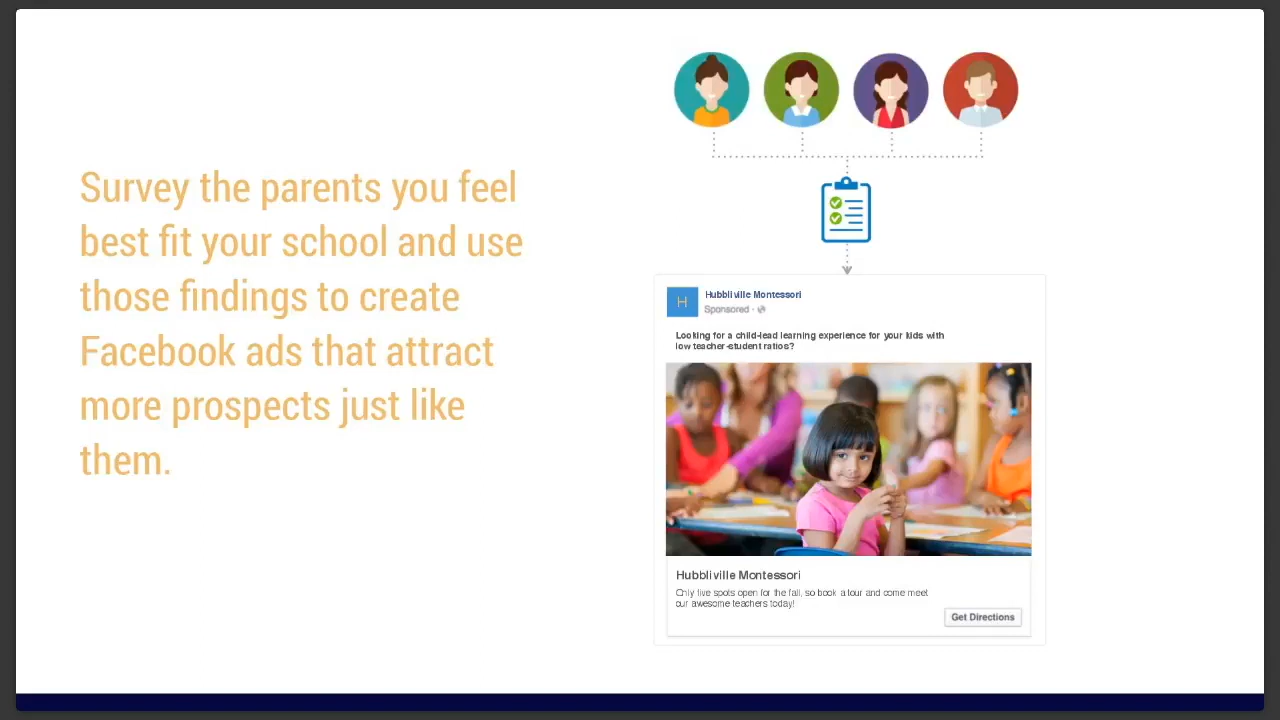 Survey the parents you feel
best fit your school and use
those findings to create
Facebook ads that attract
more prospects just like
them.
H
Hubbliville Montessori
Sponsored ·
Looking for a child-lead learning experience for your kids with
low teacher-student ratios?
Hubbliville Montessori
Only five spots open for the fall, so book a tour and come meet
our awesome teachers today!
Get Directions